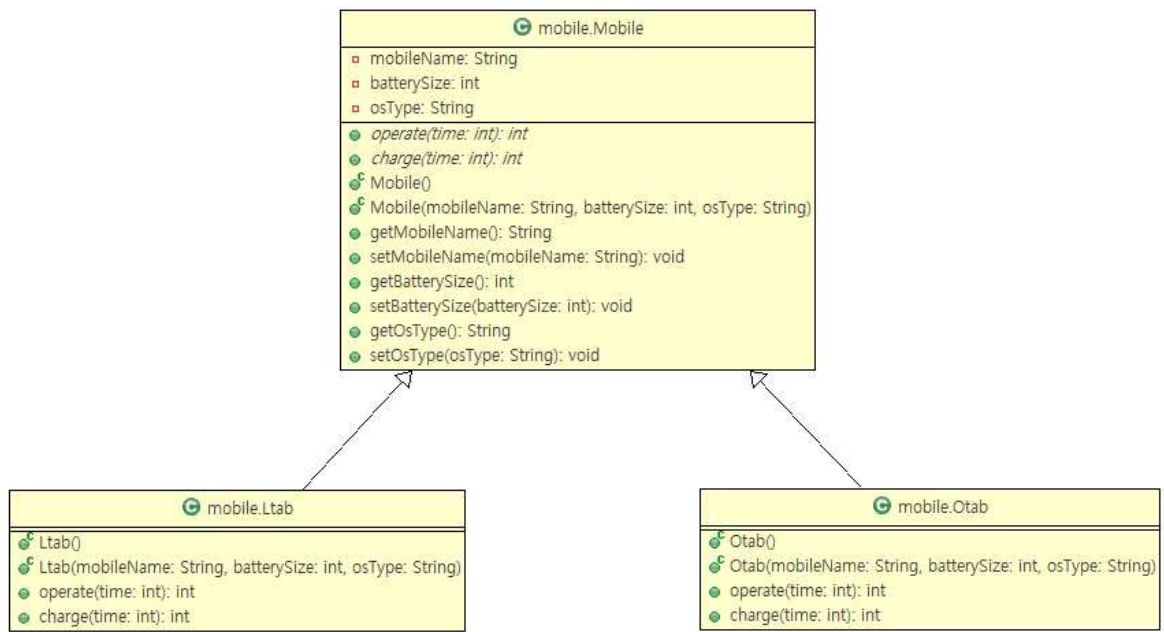 mobile.Mobile
mobileName: String
batterySize: int
osType: String
operate(time: int): int
charge(time: int): int
Mobile()
Mobile(mobileName: String, batterySize: int, osType: String)
getMobileName(): String
setMobileName(mobileName: String): void
getBatterySize(): int
setBatterySize(batterySize: int): void
getOsType(): String
setOsType(osType: String): void
mobile.Ltab
Ltab()
Ltab(mobileName: String, batterySize: int, osType: String)
operate(time: int): int
charge(time: int): int
mobile.Otab
Otab()
Otab(mobileName: String, batterySize: int, osType: String)
operate(time: int): int
charge(time: int): int